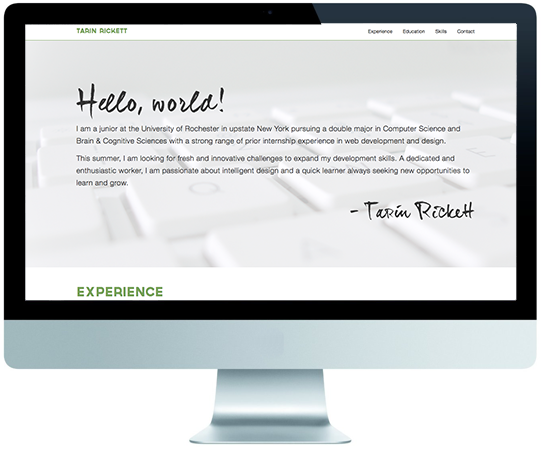 TARIN RICKETT
Experience Education Skills Contact
Hello, world!
I am a junior at the University of Rochester in upstate New York pursuing a double major in Computer Science and
Brain & Cognitive Sciences with a strong range of prior internship experience in web development and design.
This summer, I am looking for fresh and innovative challenges to expand my development skills. A dedicated and
enthusiastic worker, I am passionate about intelligent design and a quick learner always seeking new opportunities to
learn and grow.
- Tarin Rickett
EXPERIENCE